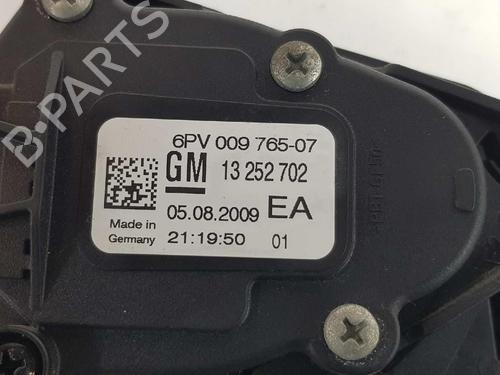 B-PARTS
6PV 009 765-07
GM 13 252 702
05.08.2009 EA
Made in
Germany
21:19:50 01